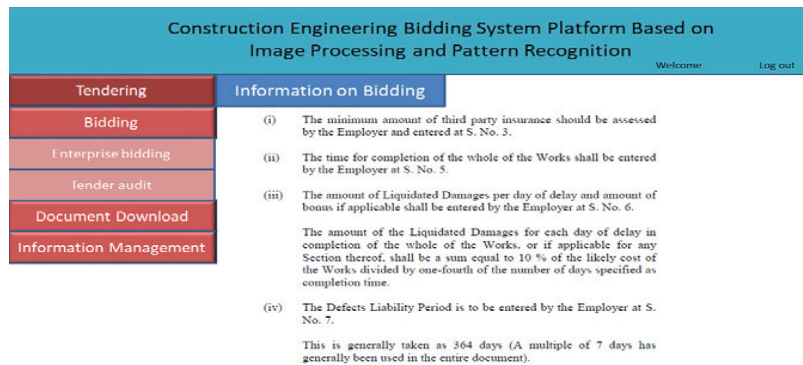 Construction Engineering Bidding System Platform Based on
Image Processing and Pattern Recognition
Welcome
Log out
Tendering
Bidding
Enterprise bidding
Tender audit
Document Download
Information Management
Information on Bidding
(i) The minimum amount of third party insurance should be assessed
by the Employer and entered at S. No. 3.
(ii) The time for completion of the whole of the Works shall be entered
by the Employer at S. No. 5.
(iii) The amount of Liquidated Damages per day of delay and amount of
bonus if applicable shall be entered by the Employer at S. No. 6.
The amount of the Liquidated Damages for each day of delay in
completion of the whole of the Works, or if applicable for any
Section thereof, shall be a sum equal to 10 % of the likely cost of
the Works divided by one-fourth of the number of days specified as
completion time.
(iv) The Defects Liability Period is to be entered by the Employer at S.
No. 7.
This is generally taken as 364 days (A multiple of 7 days has
generally been used in the entire document).